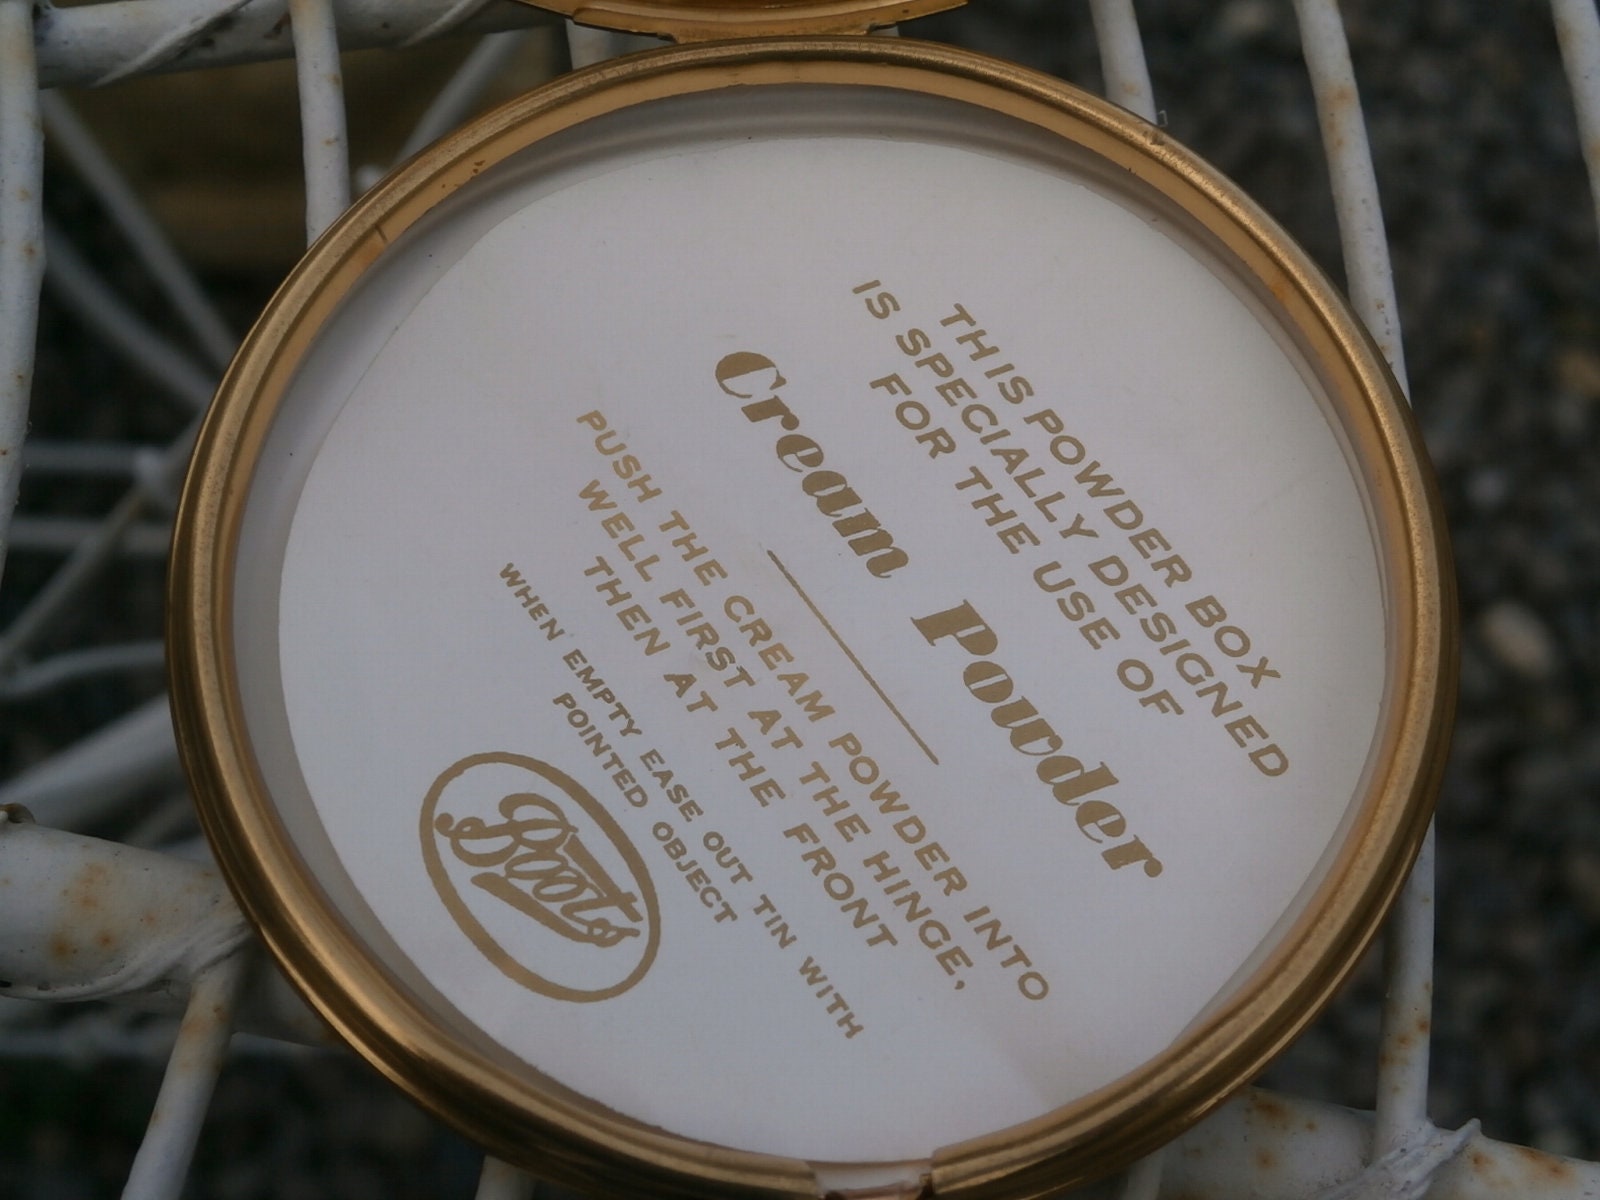 THIS POWDER BOX
IS SPECIALLY DESIGNED
FOR THE USE OF
Cream Powder
PUSH THE CREAM POWDER INTO
WELL FIRST AT THE HINGE,
THEN AT THE FRONT
WHEN EMPTY EASE OUT TIN WITH
POINTED OBJECT
Boots